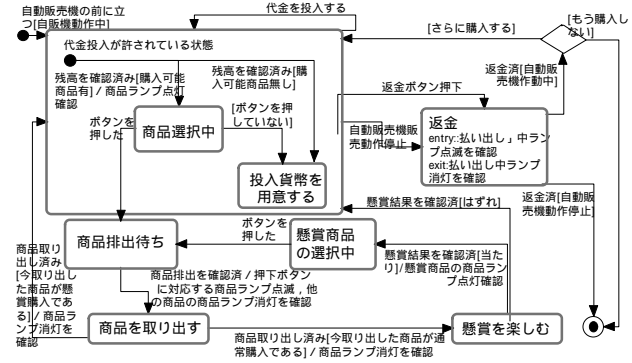 自動販売機の前に立
つ[自販機動作中]
代金を投入する
[さらに購入する]
[もう購入し
ない]
代金投入が許されている状態
残高を確認済み[購入可能
商品有] / 商品ランプ点灯
確認
残高を確認済み[購
入可能商品無し]
返金ボタン押下
返金済[自動販
売機動作中]
ボタンを
押した
商品選択中
[ボタンを押
していない]
自動販売機販
売動作停止
返金
entry::払い出し」中ラン
プ点滅を確認
exit:払い出し中ランプ
消灯を確認
投入貨幣を
用意する
返金済[自動販
売機動作停止]
懸賞結果を確認済[はずれ]
商品排出待ち
ボタンを
押した
懸賞商品
の選択中
懸賞結果を確認済[当た
り]/懸賞商品の商品ラン
プ点灯確認
商品取り
出し済み
[今取り出し
た商品が懸
賞購入であ
る] / 商品ラ
ンプ消灯を
確認
商品排出を確認 / 押下ボタン
に対応する商品ランプ点滅，他
の商品の商品ランプ消灯を確認
商品を取り出す
商品取り出し済み[今取り出した商品が通
常購入である] / 商品ランプ消灯を確認
懸賞を楽しむ